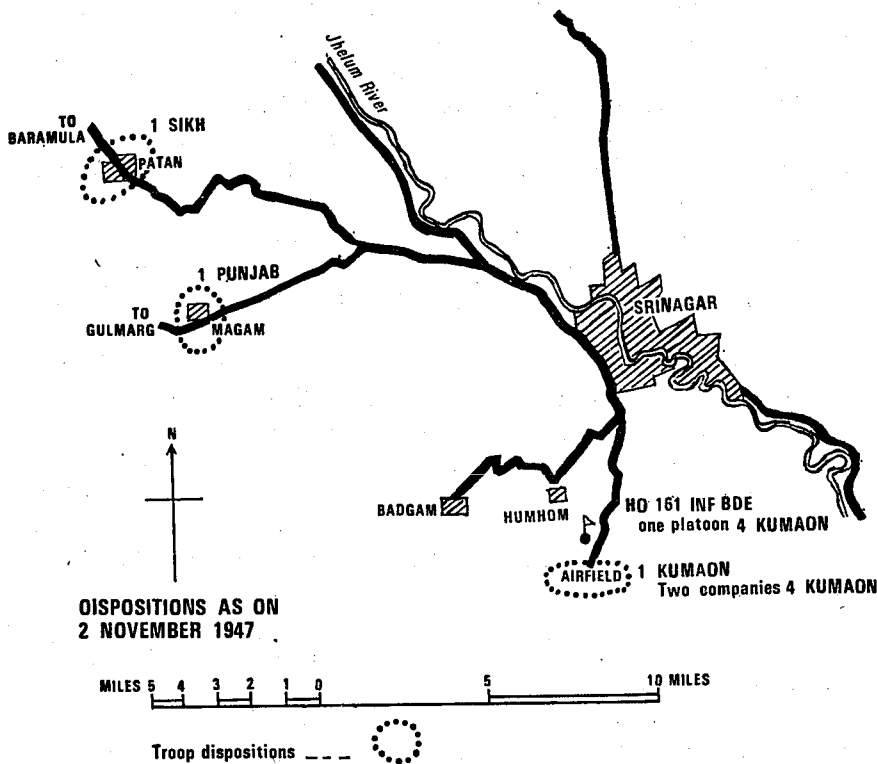 Jhelum River
TO
BARAMULA
1 SIKH
PATAN
1 PUNJAB
TO
GULMARG
MAGAM
SRINAGAR
N
BADGAM
HUMHOM
HO 161 INF BDE
one platoon 4 KUMAON
AIRFIELD
1 KUMAON
Two companies 4 KUMAON
OISPOSITIONS AS ON
2 NOVEMBER 1947
MILES 5 4 3 2 1 0 5 10 MILES
Troop dispositions